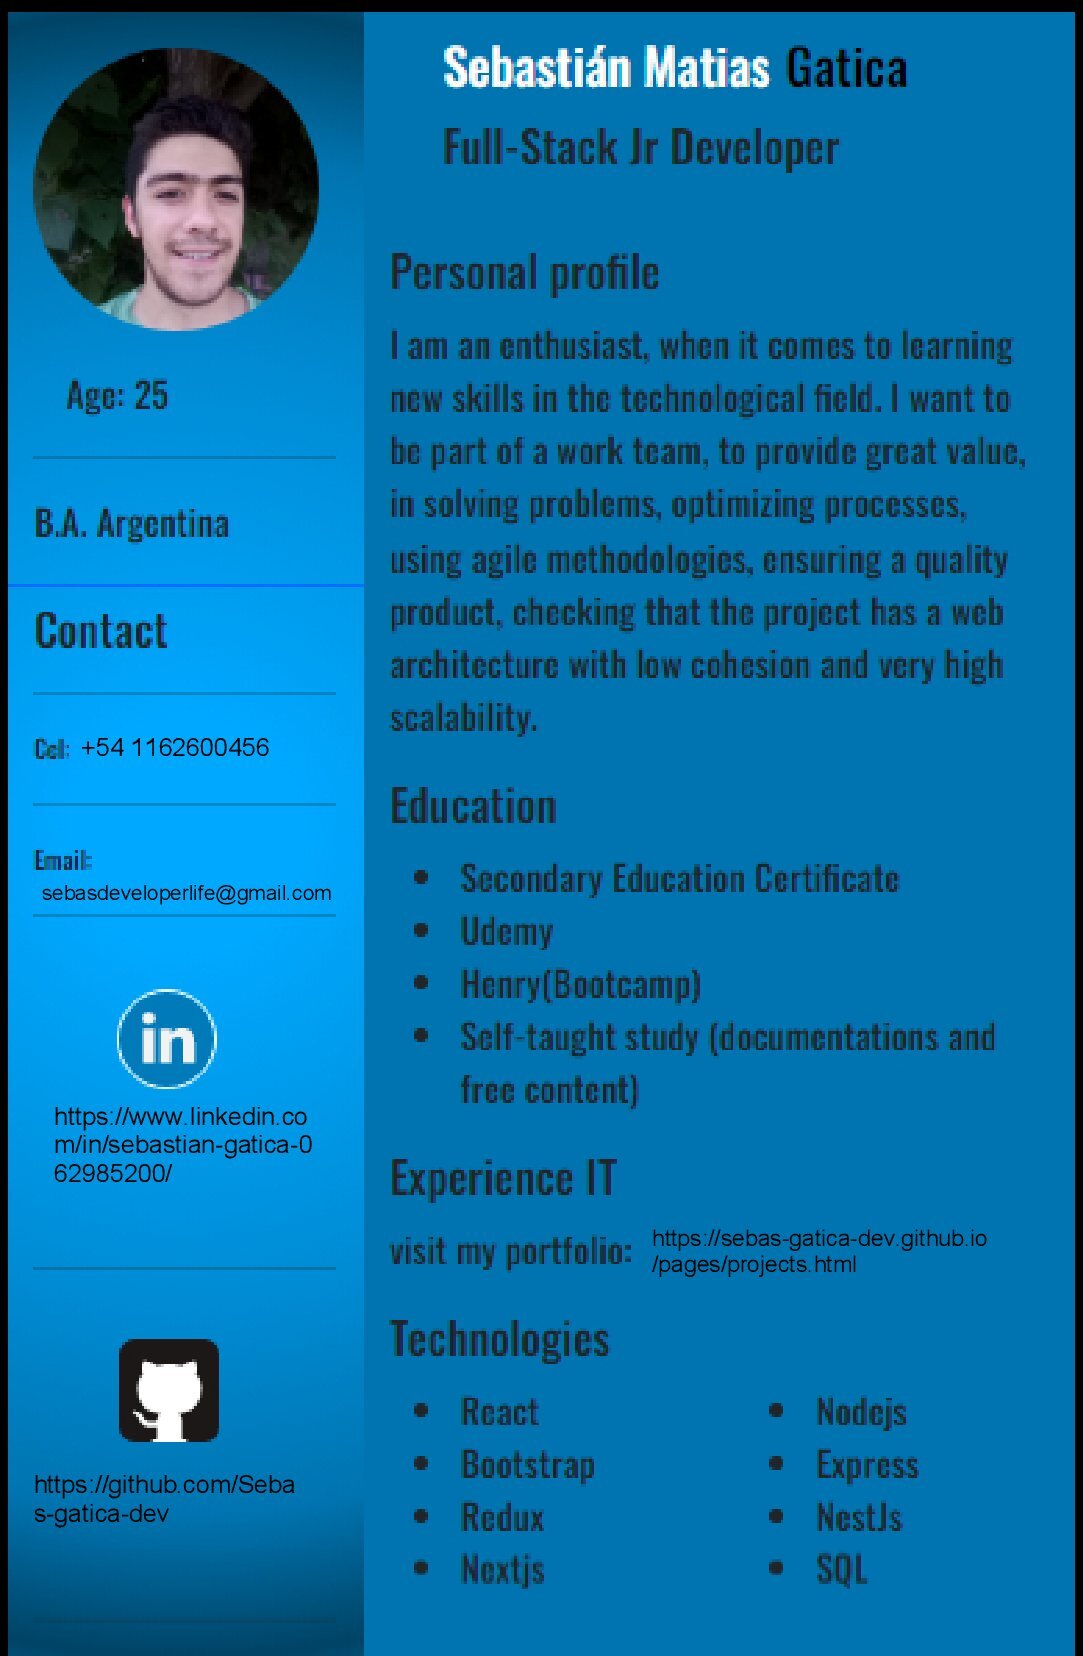 Sebastián Matias Gatica
Full-Stack Jr Developer
Age: 25
B.A. Argentina
Contact
Cel: +54 1162600456
Email:
sebasdeveloperlife@gmail.com
in
https://www.linkedin.co
m/in/sebastian-gatica-0
62985200/
https://github.com/Seba
s-gatica-dev
Personal profile
I am an enthusiast, when it comes to learning
new skills in the technological field. I want to
be part of a work team, to provide great value,
in solving problems, optimizing processes,
using agile methodologies, ensuring a quality
product, checking that the project has a web
architecture with low cohesion and very high
scalability.
Education
• Secondary Education Certificate
• Udemy
• Henry(Bootcamp)
• Self-taught study (documentations and
free content)
Experience IT
visit my portfolio: https://sebas-gatica-dev.github.io
/pages/projects.html
Technologies
• React
• Bootstrap
• Redux
• Nextjs
• Nodejs
• Express
• NestJs
• SQL